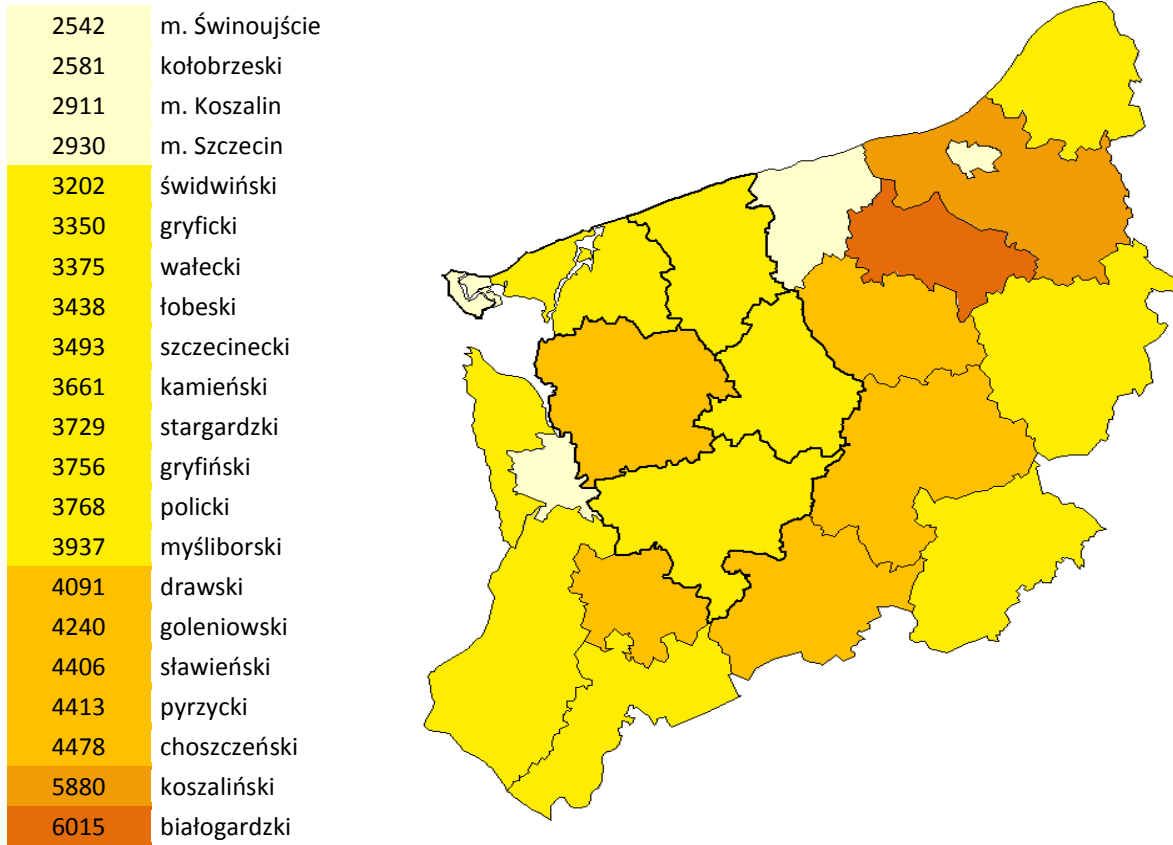 2542 m. Świnoujście
2581 kołobrzeski
2911 m. Koszalin
2930 m. Szczecin
3202 świdwiński
3350 gryficki
3375 wałecki
3438 łobeski
3493 szczecinecki
3661 kamieński
3729 stargardzki
3756 gryfiński
3768 policki
3937 myśliborski
4091 drawski
4240 goleniowski
4406 sławieński
4413 pyrzycki
4478 choszczeński
5880 koszaliński
6015 białogardzki